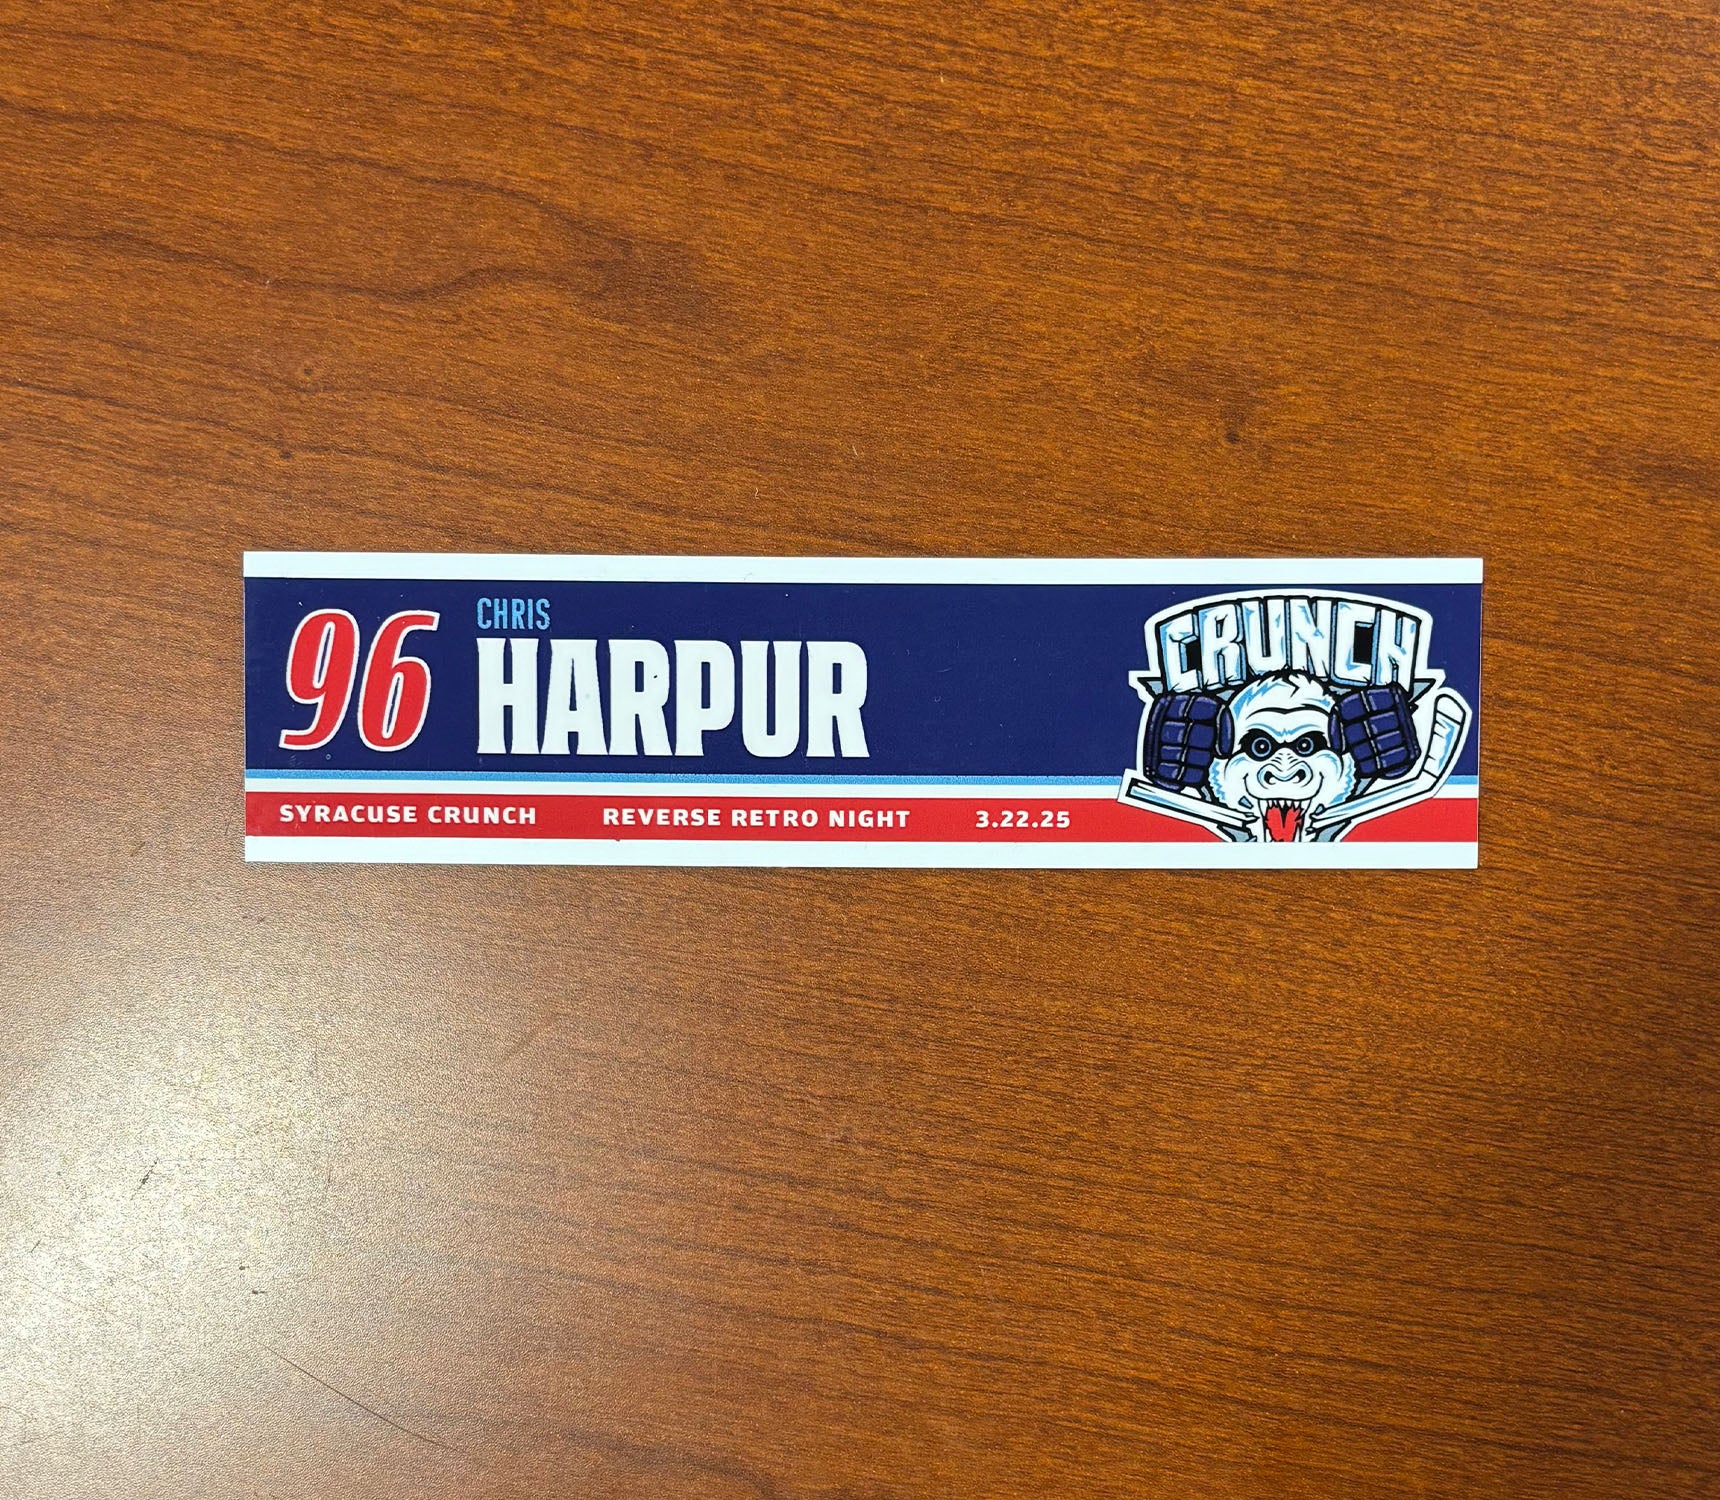 96
CHRIS
HARPUR
CRUNCH
SYRACUSE CRUNCH REVERSE RETRO NIGHT 3.22.25